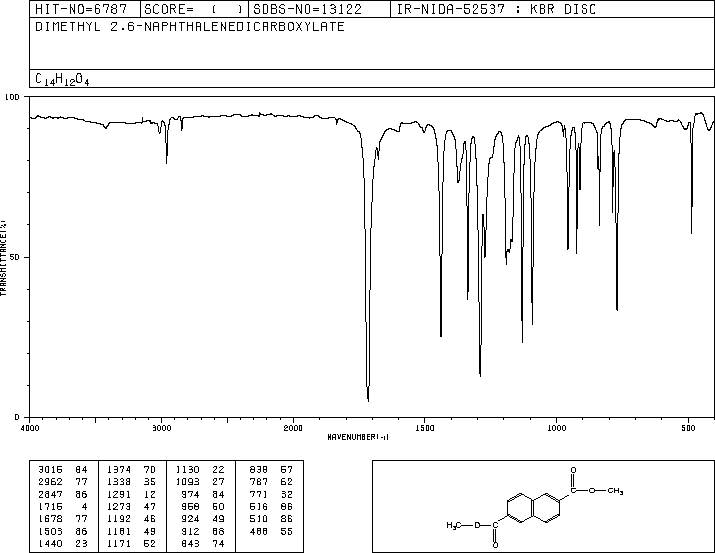 HIT-NO=6787 SCORE= ( ) SDBS-NO=13122 IR-NIDA-52537 : KBR DISC
DIMETHYL 2,6-NAPHTHALENEDICARBOXYLATE
C14H12O4
100
50
0
TRANSMITTANCE(%)
4000 3000 2000 1500 1000 500
WAVENUMBER(-1)
3015 84 1374 70 1130 22 838 57
2962 77 1338 35 1093 27 787 62
2847 86 1291 12 974 84 771 32
1716 4 1273 47 958 50 516 86
1678 77 1192 46 924 49 510 86
1503 86 1181 49 912 68 488 55
1440 23 1171 52 843 74
O
C—O—CH3
H3C—O—C
O